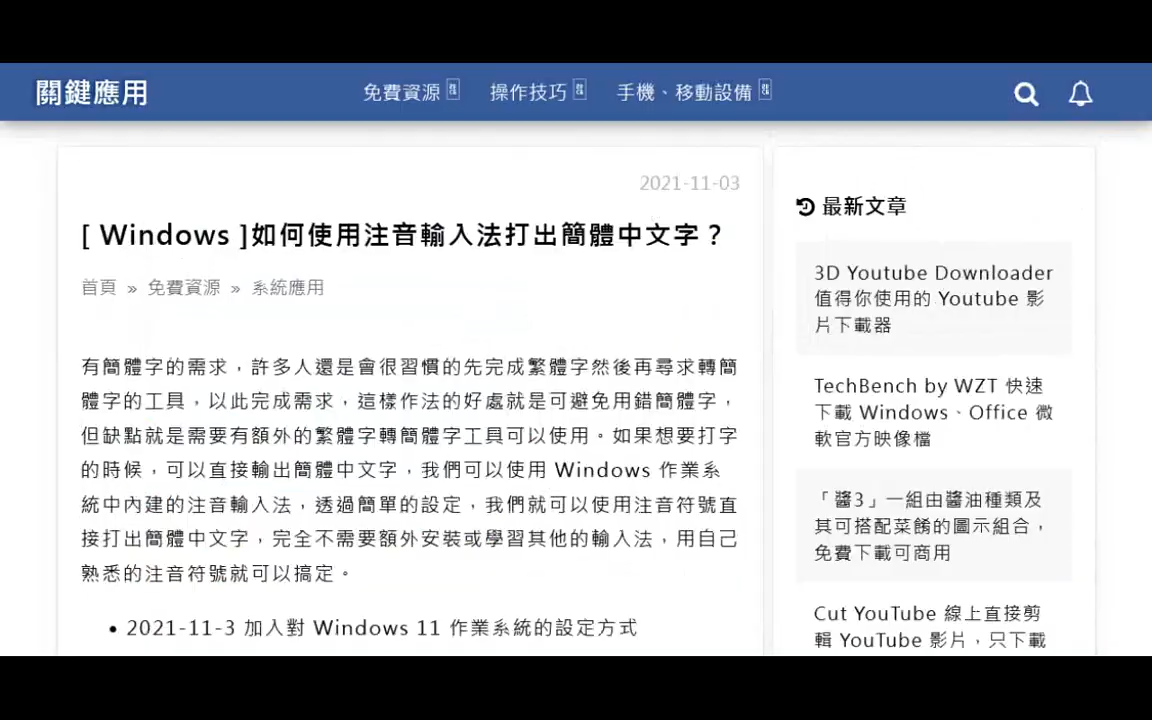 關鍵應用
免費資源
操作技巧
手機、移動設備
2021-11-03
[ Windows ]如何使用注音輸入法打出簡體中文字？
首頁 » 免費資源 » 系統應用
有簡體字的需求，許多人還是會很習慣的先完成繁體字然後再尋求轉簡
體字的工具，以此完成需求，這樣作法的好處就是可避免用錯簡體字，
但缺點就是需要有額外的繁體字轉簡體字工具可以使用。如果想要打字
的時候，可以直接輸出簡體中文字，我們可以使用 Windows 作業系
統中內建的注音輸入法，透過簡單的設定，我們就可以使用注音符號直
接打出簡體中文字，完全不需要額外安裝或學習其他的輸入法，用自己
熟悉的注音符號就可以搞定。
• 2021-11-3 加入對 Windows 11 作業系統的設定方式
最新文章
3D Youtube Downloader
值得你使用的 Youtube 影
片下載器
TechBench by WZT 快速
下載 Windows、Office 微
軟官方映像檔
「醬3」一組由醬油種類及
其可搭配菜餚的圖示組合，
免費下載可商用
Cut YouTube 線上直接剪
輯 YouTube 影片，只下載